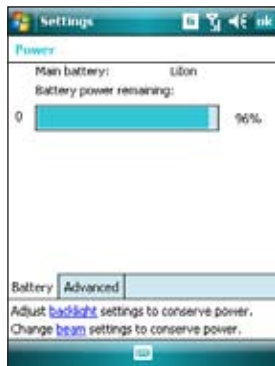 Settings ok
Power
Main battery: LiIon
Battery power remaining:
0 96%
Battery Advanced
Adjust backlight settings to conserve power.
Change beam settings to conserve power.